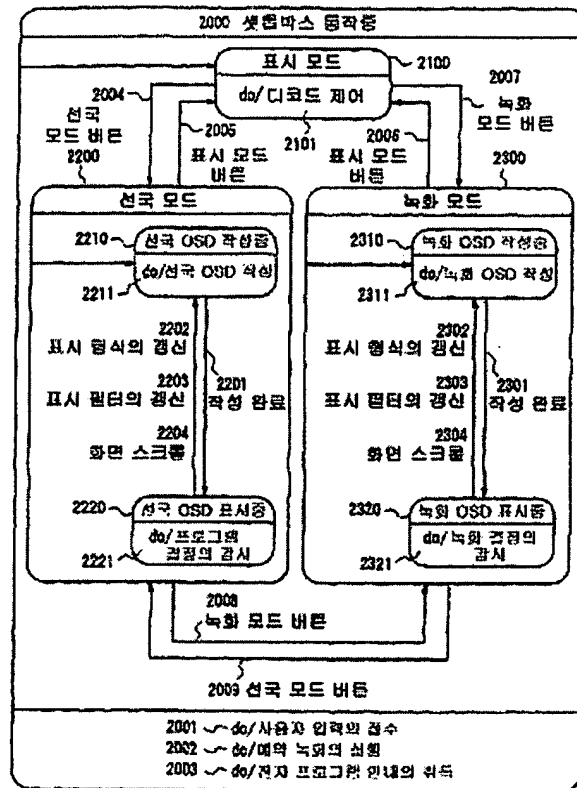 2000 셋톱박스 동작중
표시 모드
2100
do/디코드 제어
2101
2004
선국
모드 버튼
2005
표시 모드
버튼
2006
표시 모드
버튼
2007
녹화
모드 버튼
2200
선국 모드
2210
선국 OSD 작성중
do/선국 OSD 작성
2211
2202
표시 형식의 갱신
2203
표시 필터의 갱신
2204
화면 스크롤
2201
작성 완료
2220
선국 OSD 표시중
do/프로그램
결정의 감시
2221
2300
녹화 모드
2310
녹화 OSD 작성중
do/녹화 OSD 작성
2311
2302
표시 형식의 갱신
2303
표시 필터의 갱신
2304
화면 스크롤
2301
작성 완료
2320
녹화 OSD 표시중
do/녹화 결정의
감시
2321
2008
녹화 모드 버튼
2009 선국 모드 버튼
2001 do/사용자 입력의 접수
2002 do/예약 녹화의 실행
2003 do/전자 프로그램 안내의 취득